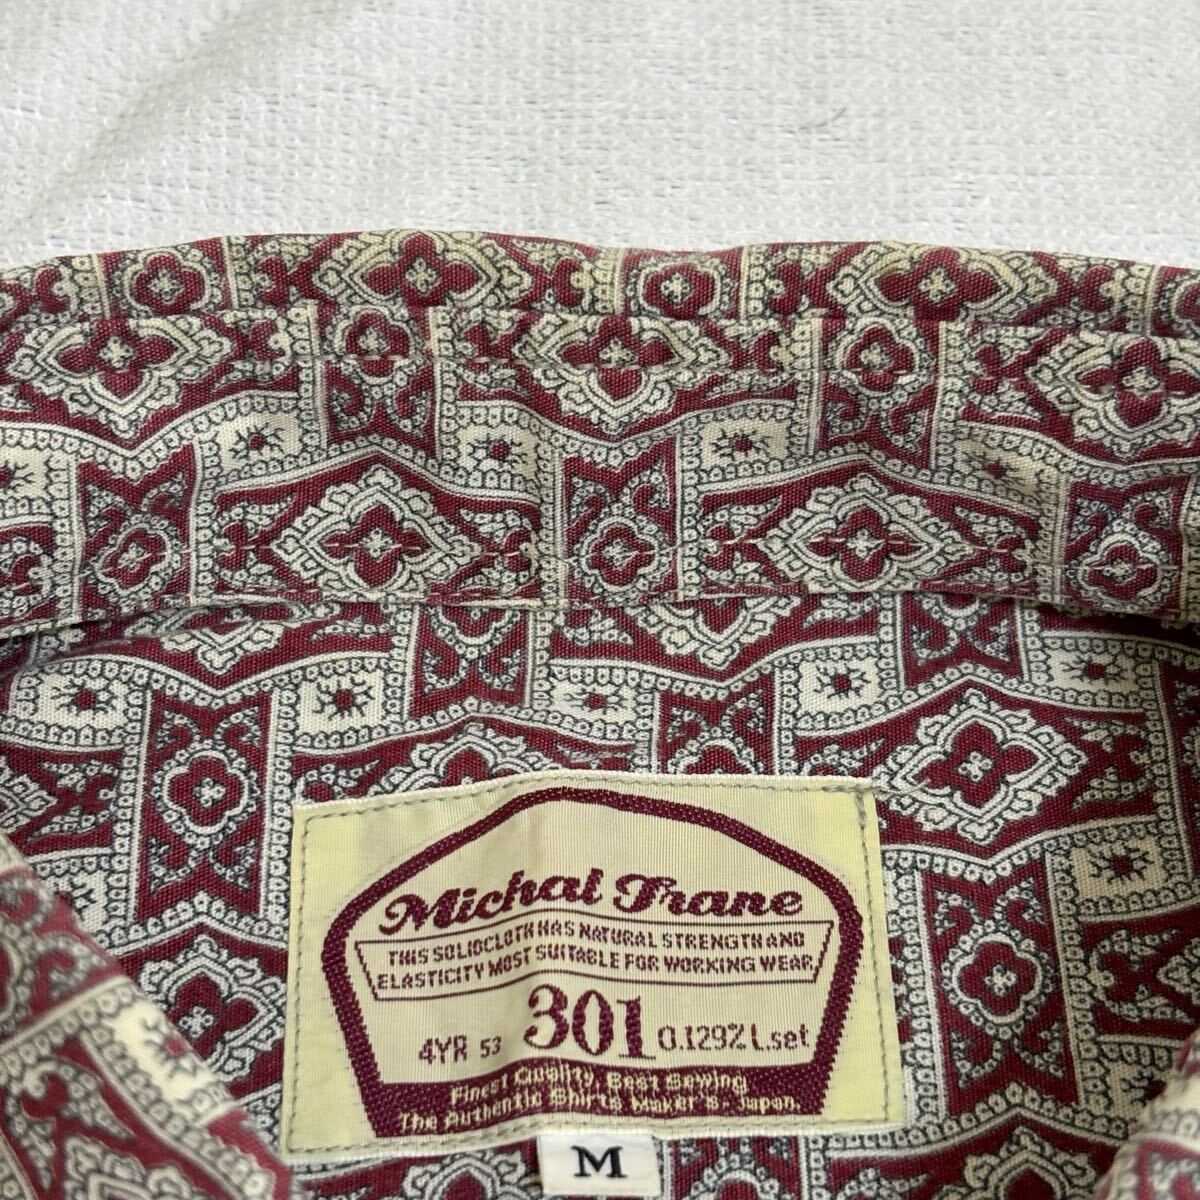 Michal Frane
THIS SOLIDCLOTH HAS NATURAL STRENGTH AND
ELASTICITY MOST SUITABLE FOR WORKING WEAR
4YR 53 301 0.129% L.set
Finest Quality, Best Sewing
The Authentic Shirts Maker's - Japan.
M